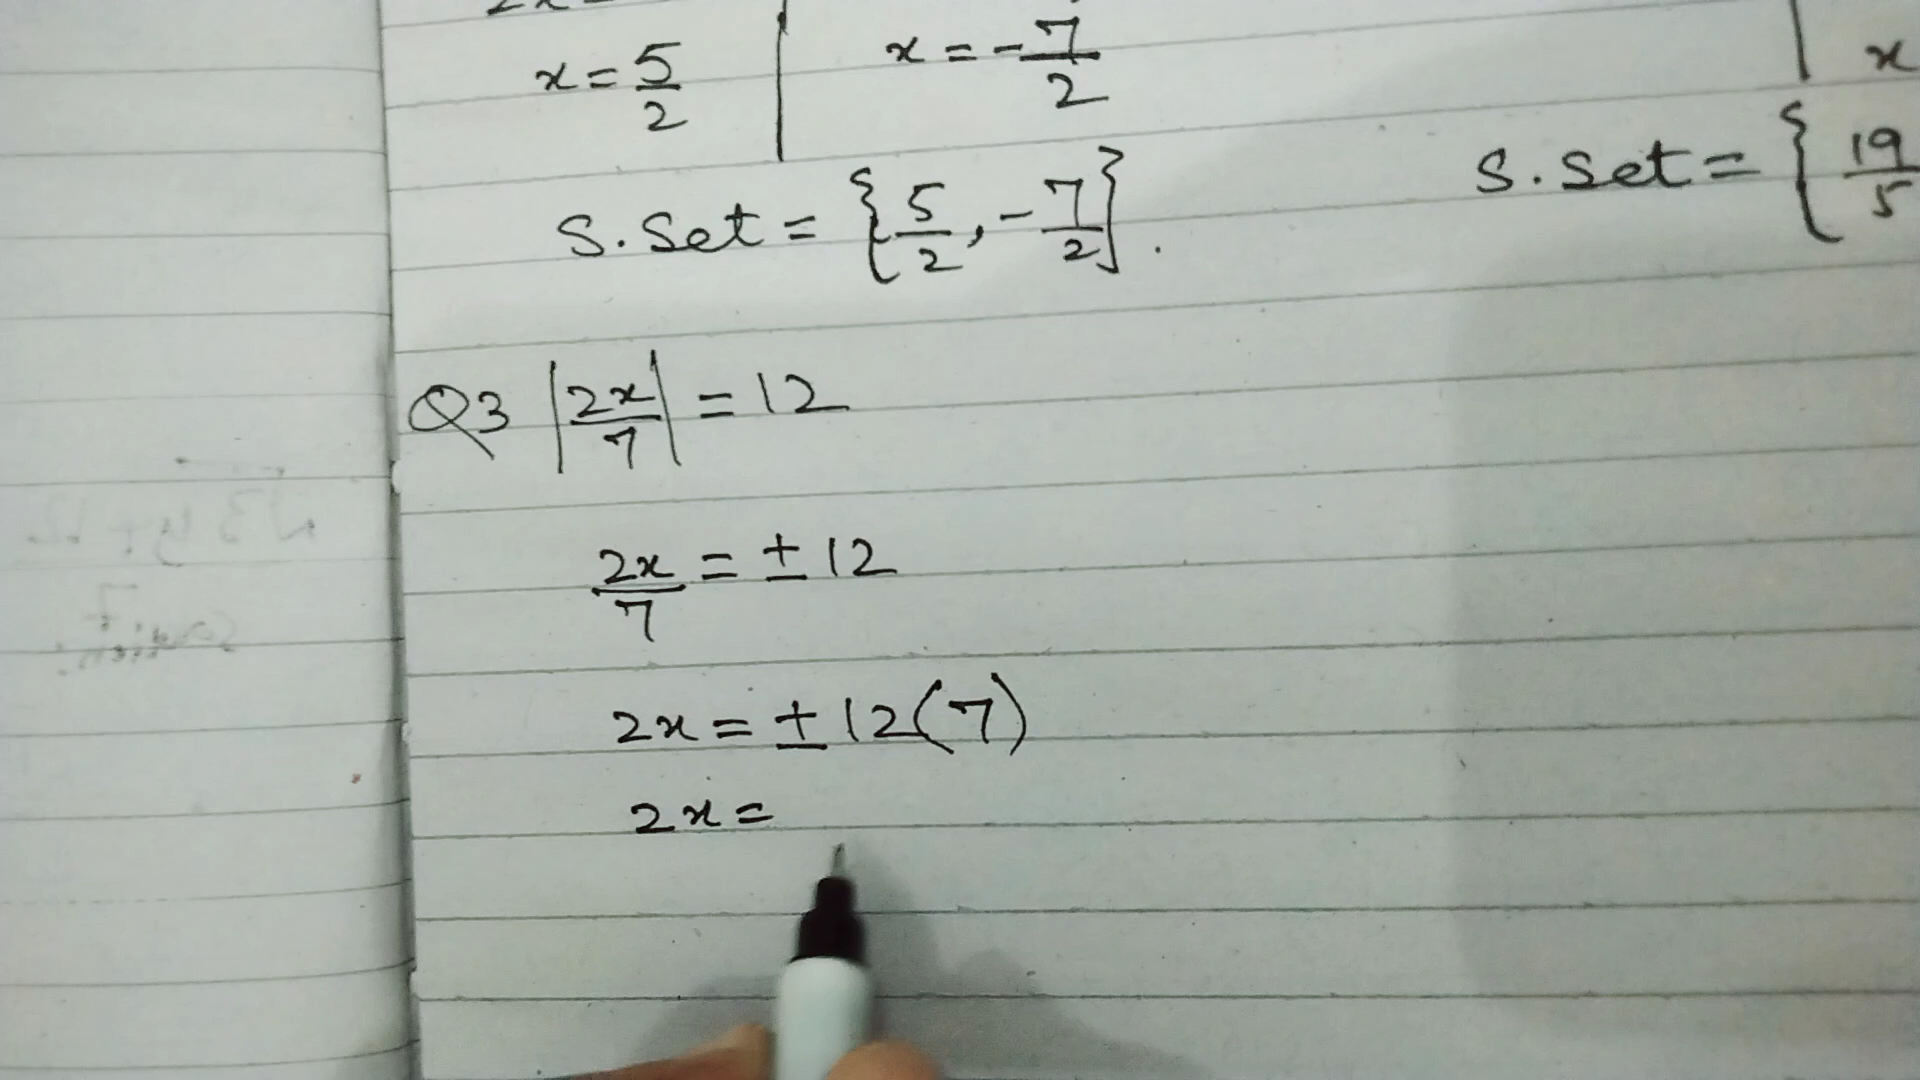 x = 5/2 | x = -7/2
S. Set = {5/2, -7/2}.
x
S. Set = { 19/5
Q3 |2x/7| = 12
2x/7 = ± 12
2x = ± 12(7)
2x =